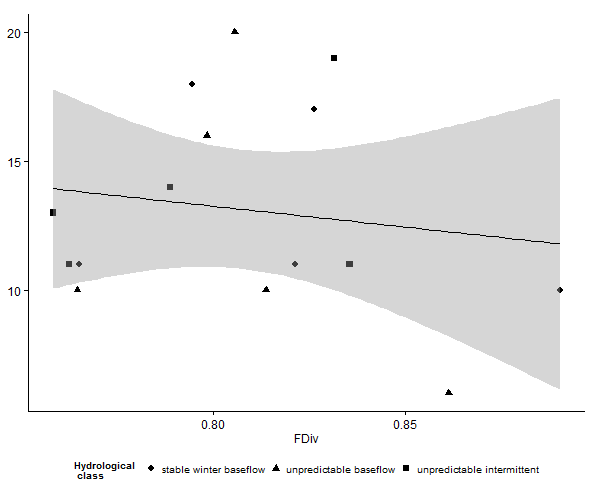 20
15
10
0.80 0.85
FDiv
Hydrological
class
stable winter baseflow unpredictable baseflow unpredictable intermittent